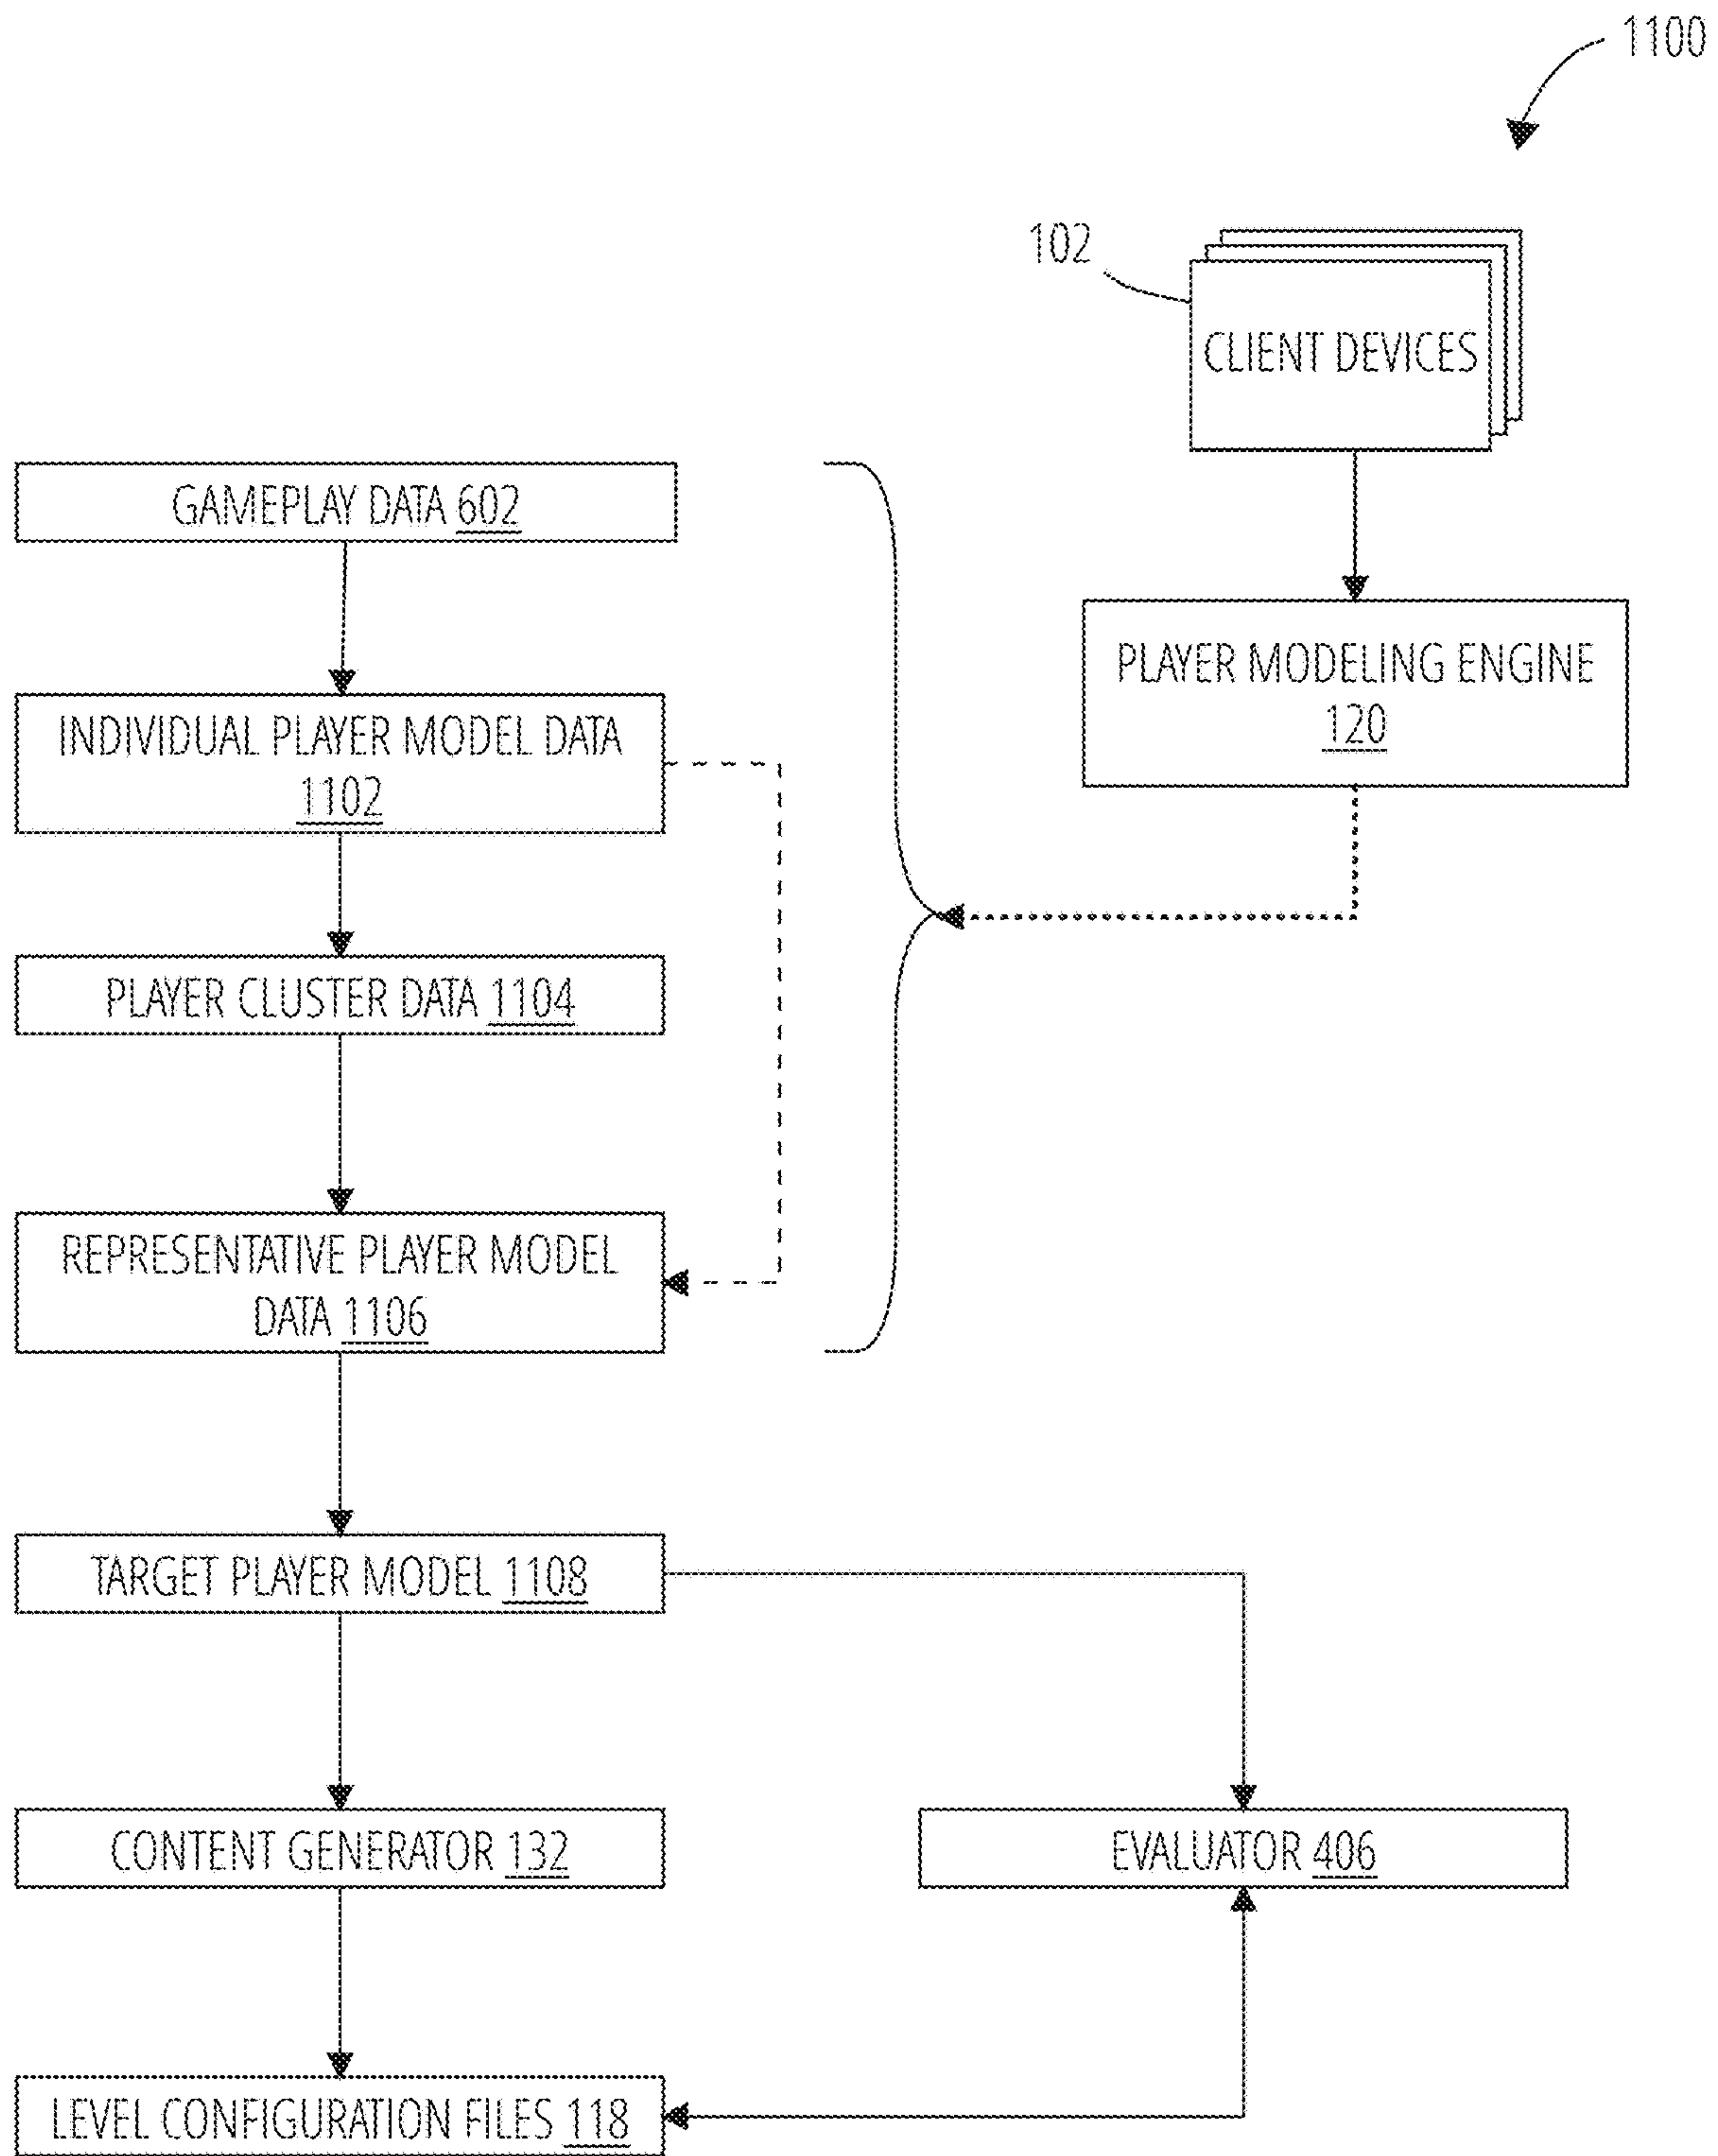 1100
102
CLIENT DEVICES
GAMEPLAY DATA 602
PLAYER MODELING ENGINE
120
INDIVIDUAL PLAYER MODEL DATA
1102
PLAYER CLUSTER DATA 1104
REPRESENTATIVE PLAYER MODEL
DATA 1106
TARGET PLAYER MODEL 1108
CONTENT GENERATOR 132
EVALUATOR 406
LEVEL CONFIGURATION FILES 118